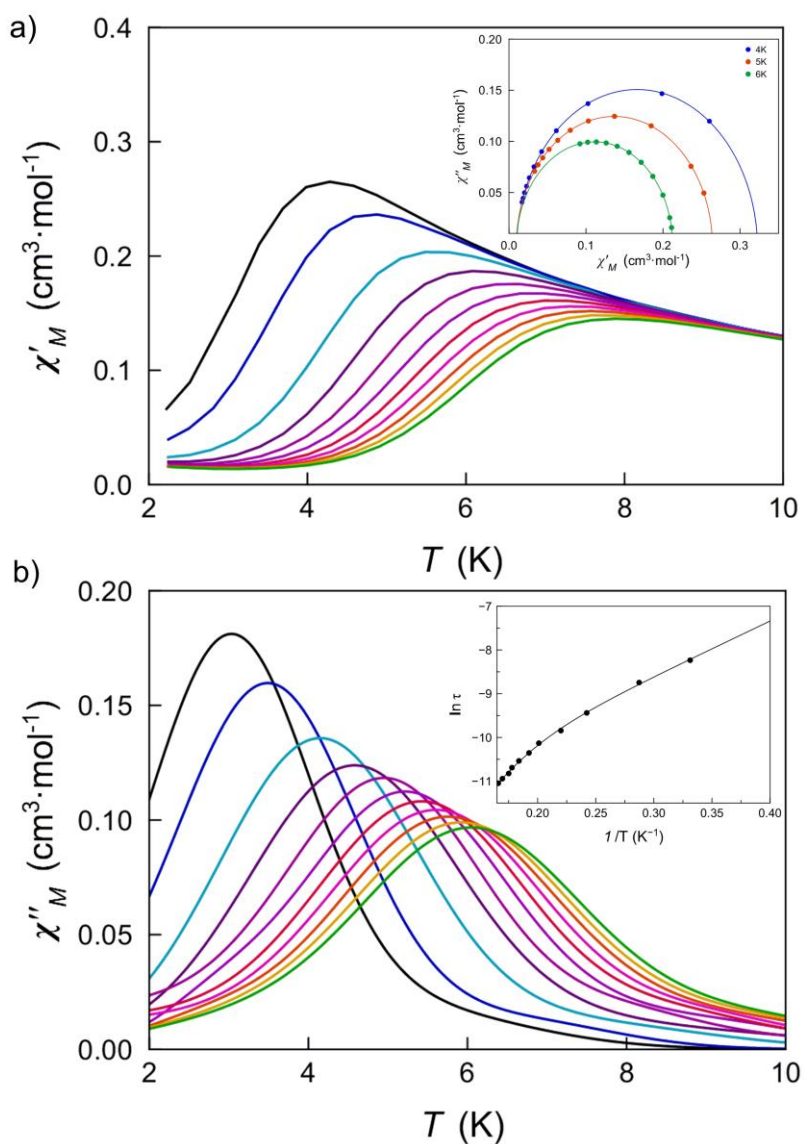 a)
0.4
0.3
0.2
0.1
0.0
χ′M (cm³·mol⁻¹)
2 4 6 8 10
T (K)
0.20
0.15
0.10
0.05
χ″M (cm³·mol⁻¹)
0.0 0.1 0.2 0.3
χ′M (cm³·mol⁻¹)
4K
5K
6K
b)
0.20
0.15
0.10
0.05
0.00
χ″M (cm³·mol⁻¹)
2 4 6 8 10
T (K)
−7
−8
−9
−10
−11
ln τ
0.20 0.25 0.30 0.35 0.40
1/T (K⁻¹)